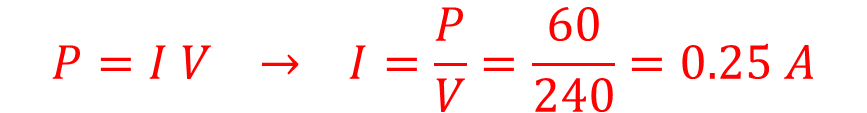 P = I V → I = P/V = 60/240 = 0.25 A